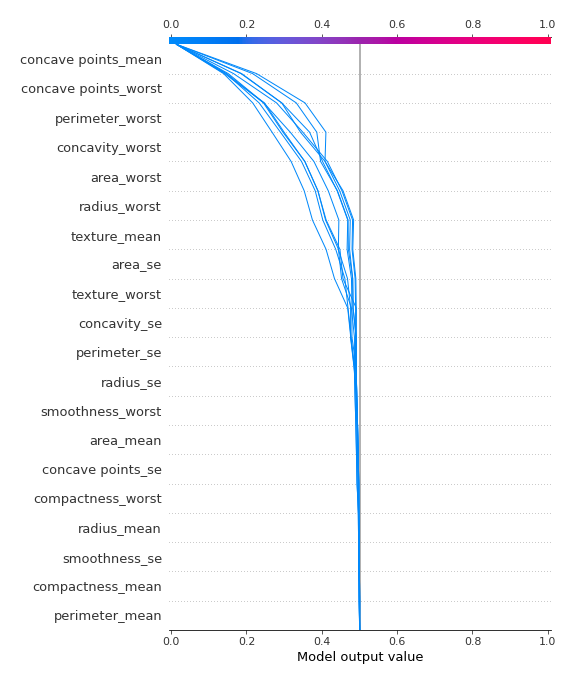 0.0 0.2 0.4 0.6 0.8 1.0
concave points_mean
concave points_worst
perimeter_worst
concavity_worst
area_worst
radius_worst
texture_mean
area_se
texture_worst
concavity_se
perimeter_se
radius_se
smoothness_worst
area_mean
concave points_se
compactness_worst
radius_mean
smoothness_se
compactness_mean
perimeter_mean
0.0 0.2 0.4 0.6 0.8 1.0
Model output value